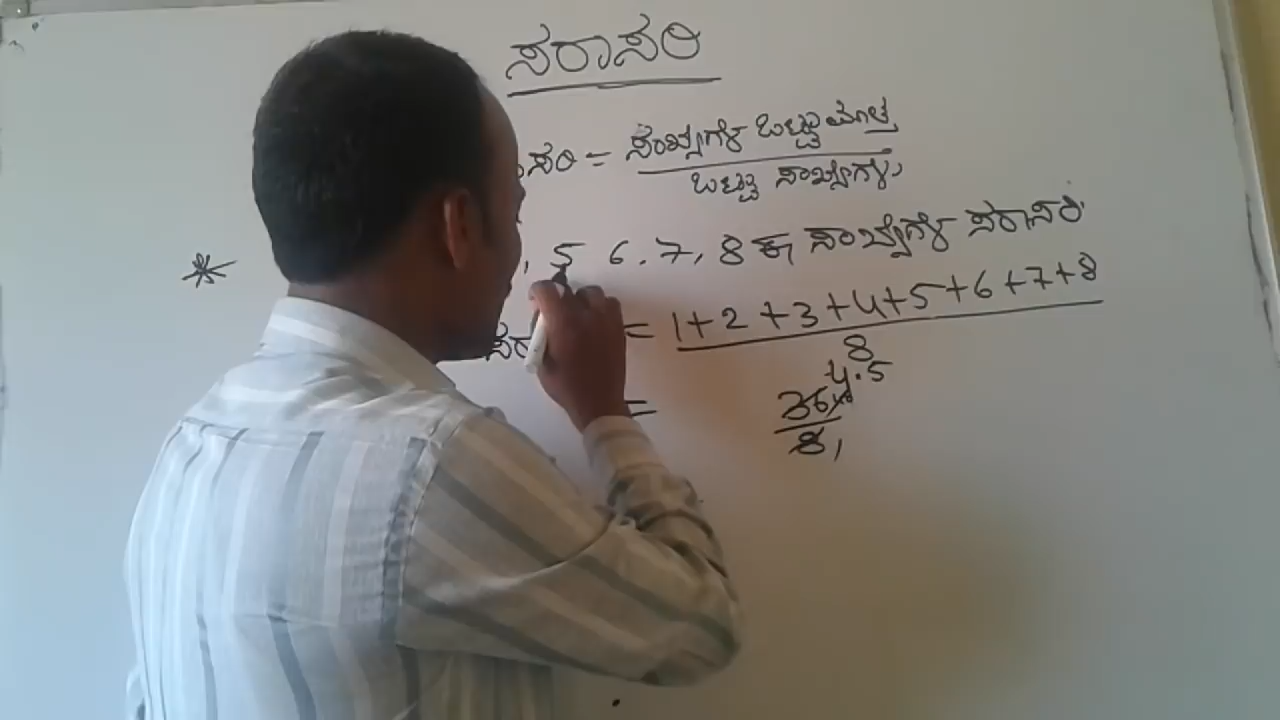 ಸರಾಸರಿ
ಸರಿ = ಸಂಖ್ಯೆಗಳ ಒಟ್ಟು ಮೊತ್ತ
ಒಟ್ಟು ಸಂಖ್ಯೆಗಳು
, 5 6, 7, 8 ಈ ಸಂಖ್ಯೆಗಳ ಸರಾಸರಿ
ಸರ = 1+2+3+4+5+6+7+8
8
4.5
= 36
8